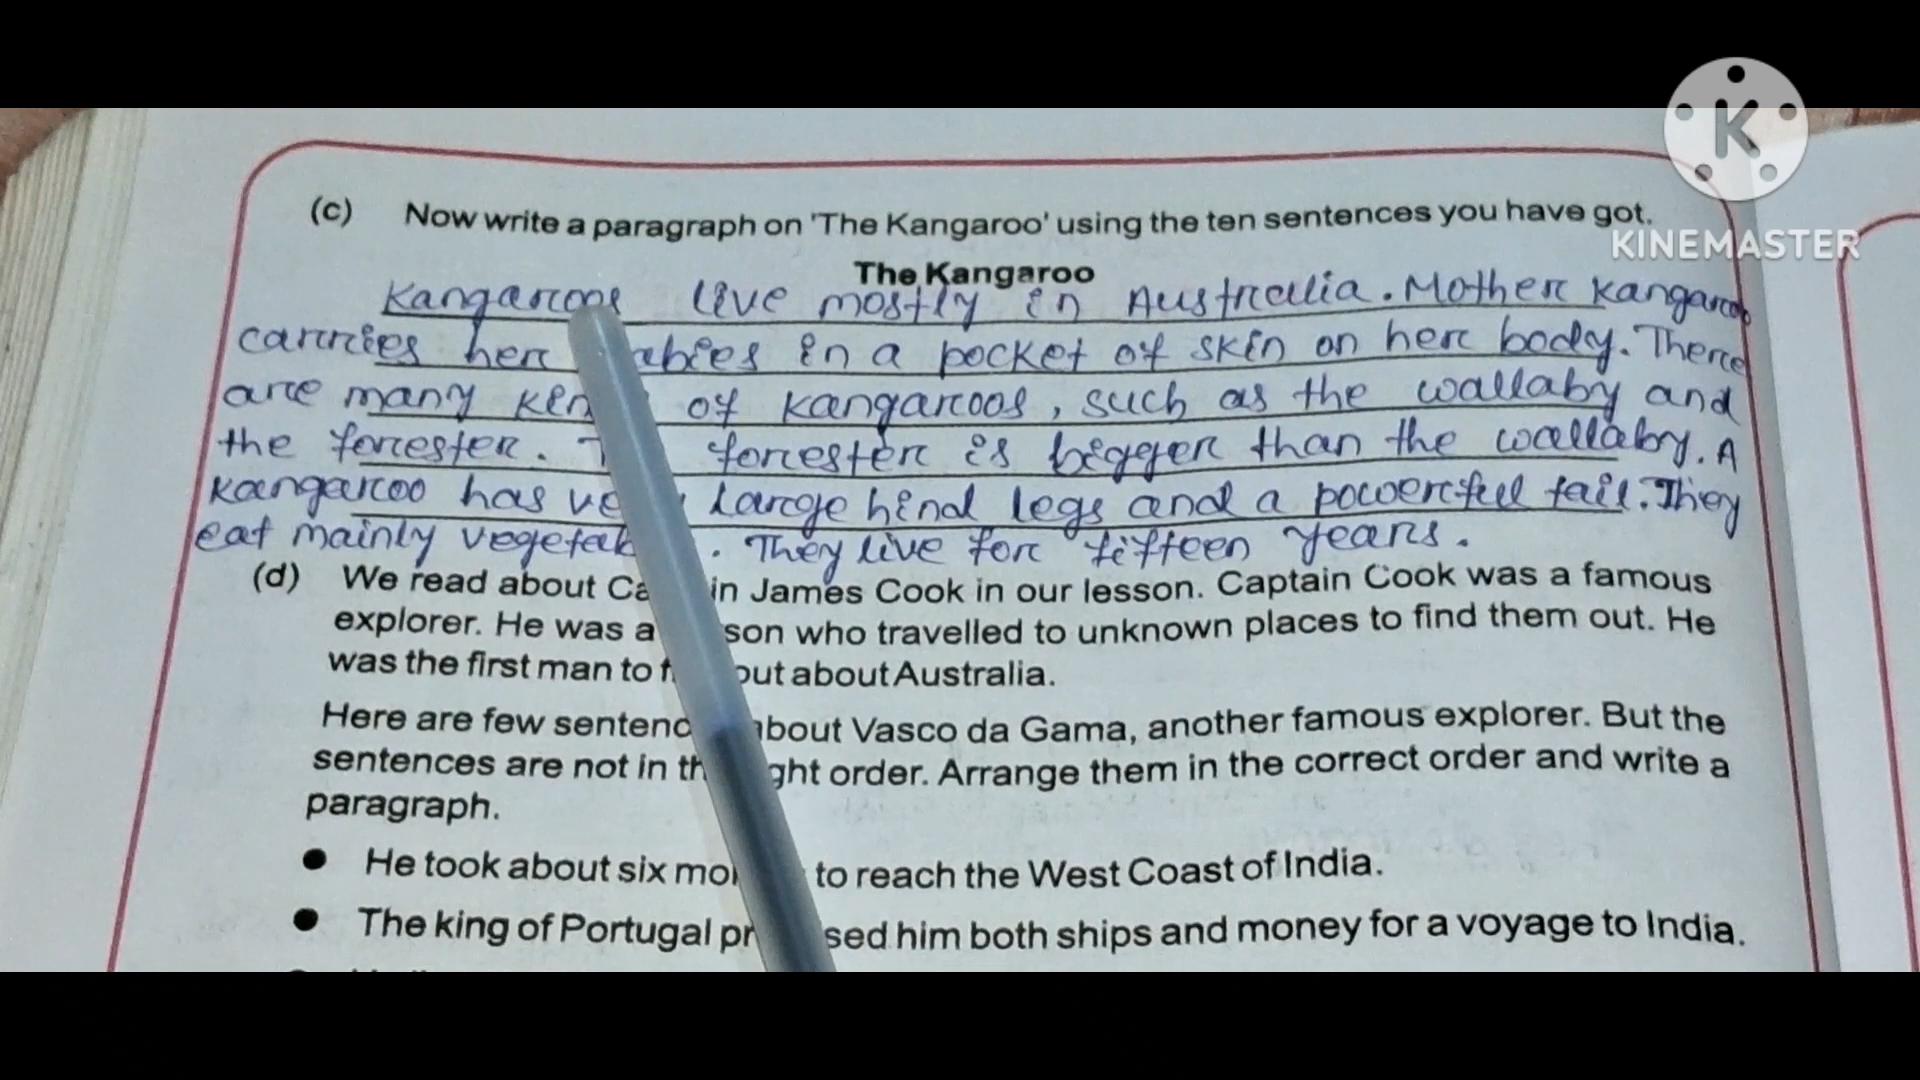 K
KINEMASTER
(c) Now write a paragraph on 'The Kangaroo' using the ten sentences you have got.
The Kangaroo
Kangaroos live mostly in Australia. Mother Kangaroo
carries her in a pocket of skin on her body. There
are many of kangaroos, such as the wallaby and
the forester. forester is bigger than the wallaby. A
kangaroo has large hind legs and a powerful tail. They
eat mainly . They live for fifteen years.
(d) We read about James Cook in our lesson. Captain Cook was a famous
explorer. He was a who travelled to unknown places to find them out. He
was the first man to out about Australia.
Here are few about Vasco da Gama, another famous explorer. But the
sentences are not in order. Arrange them in the correct order and write a
paragraph.
● He took about six to reach the West Coast of India.
● The king of Portugal him both ships and money for a voyage to India.